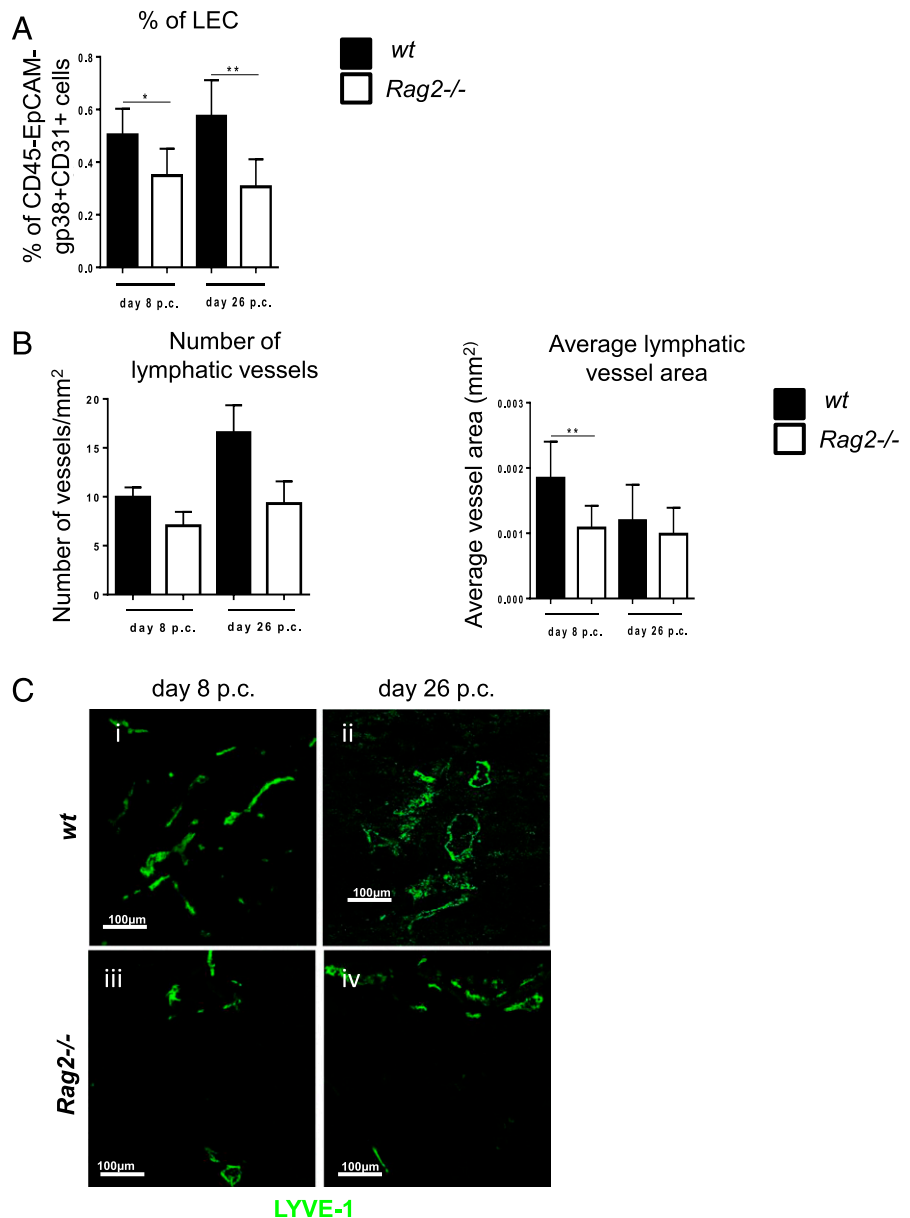 A
% of LEC
wt
Rag2-/-
% of CD45-EpCAM-
gp38+CD31+ cells
0.8
0.6
0.4
0.2
0.0
*
**
day 8 p.c.
day 26 p.c.
B
Number of
lymphatic vessels
Number of vessels/mm²
20
15
10
5
0
day 8 p.c.
day 26 p.c.
Average lymphatic
vessel area
Average vessel area (mm²)
0.003
0.002
0.001
0.000
**
day 8 p.c.
day 26 p.c.
wt
Rag2-/-
C
day 8 p.c.
day 26 p.c.
wt
i
100µm
ii
100µm
Rag2-/-
iii
100µm
iv
100µm
LYVE-1